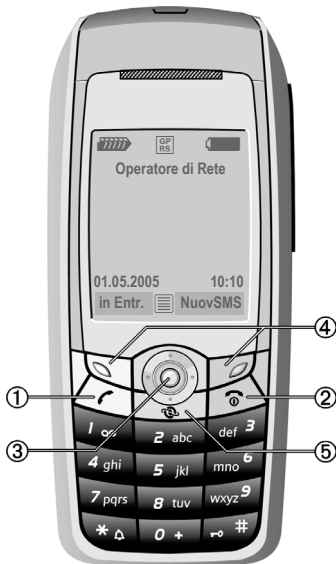 GP
RS
Operatore di Rete
01.05.2005 10:10
in Entr. NuovSMS
④
① ②
③ ⑤
1 2 abc def 3
4 ghi 5 jkl mno 6
7 pqrs 8 tuv wxyz 9
* 0 + #